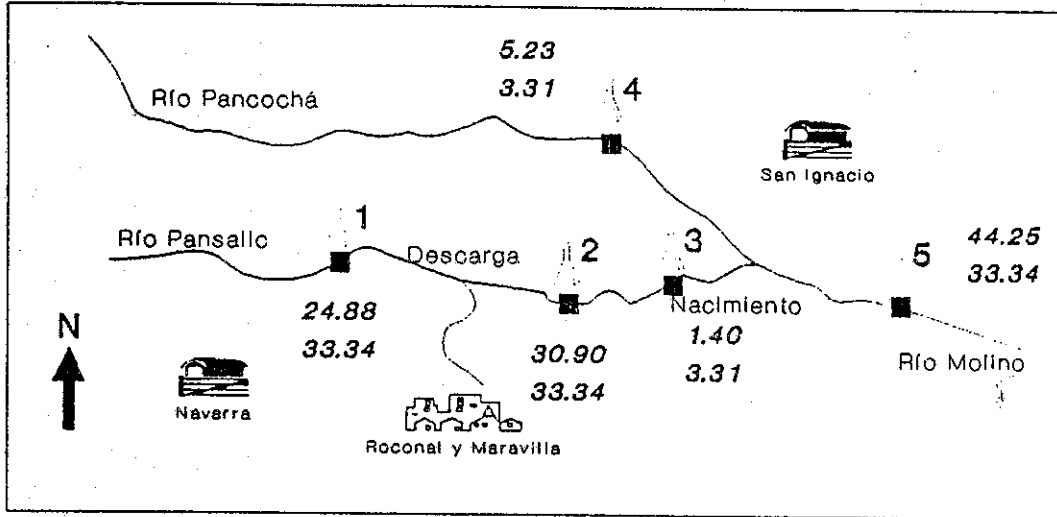 5.23
3.31
4
Río Pancochá
San Ignacio
1
Río Pansalic
Descarga
2
3
5
44.25
33.34
24.88
33.34
Nacimiento
1.40
3.31
30.90
33.34
Río Molino
N
Navarra
Roconal y Maravilla